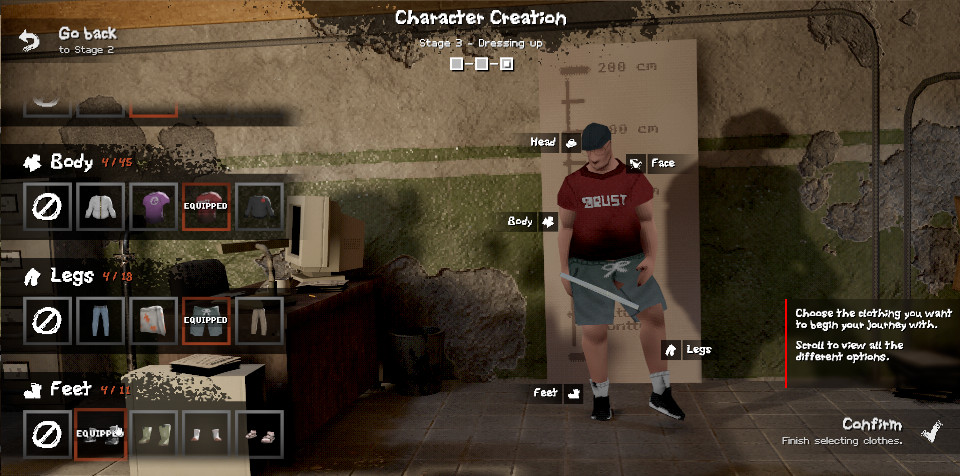 Character Creation
Go back
to Stage 2
Stage 3 - Dressing up
200 cm
Head
Face
Body 4/45
EQUIPPED
RUST
Body
Legs 4/18
EQUIPPED
Choose the clothing you want
to begin your journey with.
Scroll to view all the
different options.
Legs
Feet 4/11
Feet
EQUIPPED
Confirm
Finish selecting clothes.